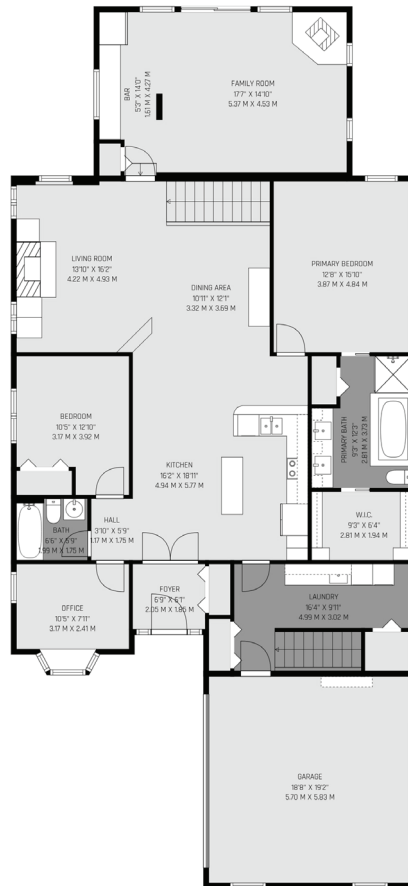 FAMILY ROOM
17'7" X 14'10"
5.37 M X 4.53 M
BAR
5'3" X 14'0"
1.61 M X 4.27 M
LIVING ROOM
13'10" X 16'2"
4.22 M X 4.93 M
DINING AREA
10'11" X 12'1"
3.32 M X 3.69 M
PRIMARY BEDROOM
12'8" X 15'10"
3.87 M X 4.84 M
BEDROOM
10'5" X 12'10"
3.17 M X 3.92 M
PRIMARY BATH
9'3" X 12'3"
2.81 M X 3.73 M
KITCHEN
16'2" X 18'11"
4.94 M X 5.77 M
W.I.C.
9'3" X 6'4"
2.81 M X 1.94 M
HALL
3'10" X 5'9"
1.17 M X 1.75 M
BATH
6'6" X 5'9"
1.99 M X 1.75 M
OFFICE
10'5" X 7'11"
3.17 M X 2.41 M
FOYER
6'9" X 6'1"
2.05 M X 1.85 M
LAUNDRY
16'4" X 9'11"
4.99 M X 3.02 M
GARAGE
18'8" X 19'2"
5.70 M X 5.83 M